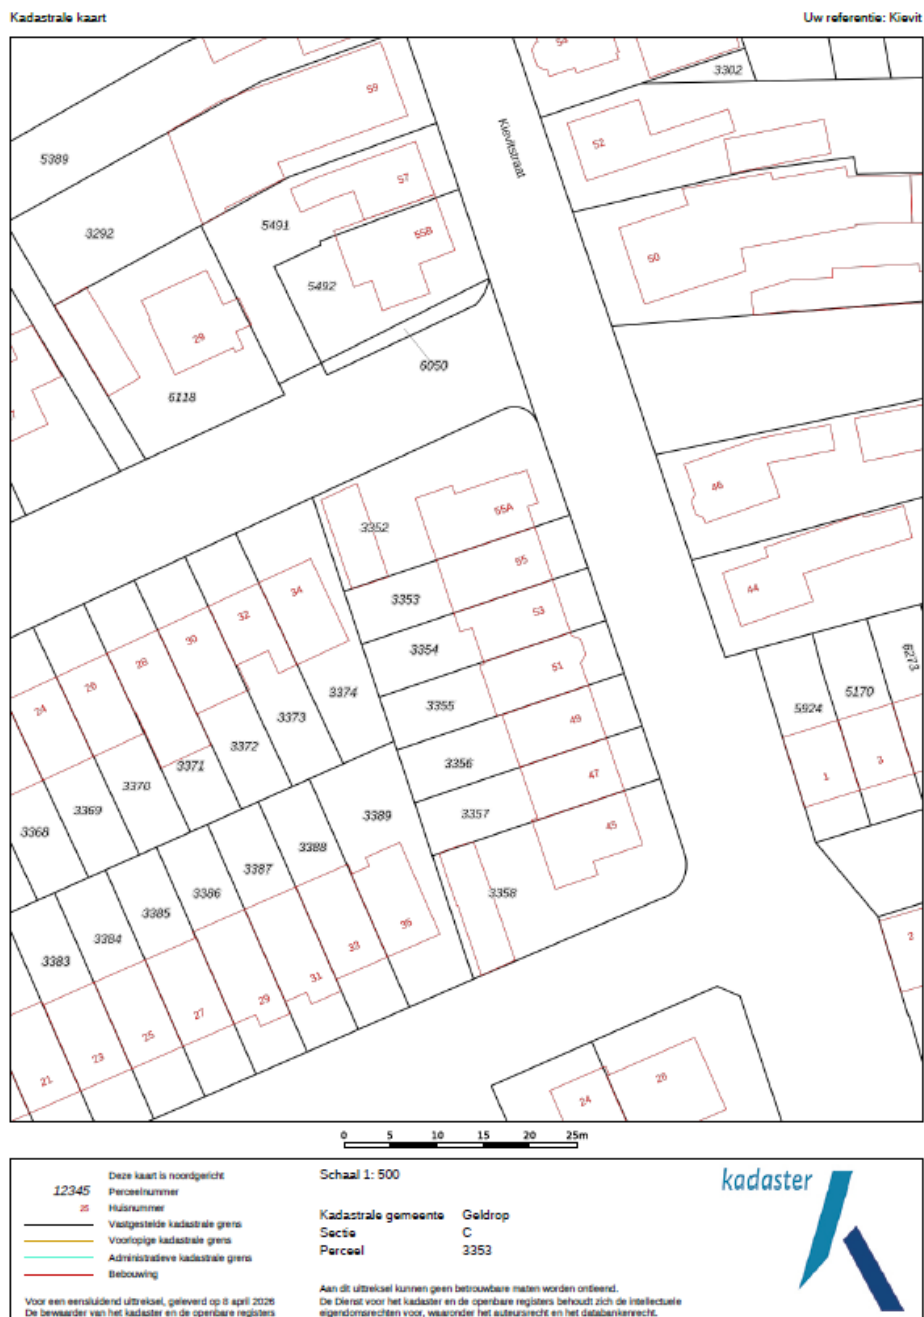 Kadastrale kaart
Uw referentie: Kievit
54
3302
59
Kievitstraat
52
5389
57
5491
3292
55B
50
5492
29
6050
6118
46
3352
55A
55
44
34
3353
32
53
30
3354
28
51
6273
26
3374
5170
24
3355
49
5924
3373
3372
3356
47
3
3371
1
3370
3369
3389
3357
45
3368
3388
3387
3386
3358
3385
35
3384
33
2
3383
31
29
27
25
23
21
26
24
0 5 10 15 20 25m
Deze kaart is noordgericht
12345 Perceelnummer
25 Huisnummer
Vastgestelde kadastrale grens
Voorlopige kadastrale grens
Administratieve kadastrale grens
Bebouwing
Voor een eensluidend uittreksel, geleverd op 8 april 2026
De bewaarder van het kadaster en de openbare registers
Schaal 1: 500
Kadastrale gemeente Geldrop
Sectie C
Perceel 3353
Aan dit uittreksel kunnen geen betrouwbare maten worden ontleend.
De Dienst voor het kadaster en de openbare registers behoudt zich de intellectuele
eigendomsrechten voor, waaronder het auteursrecht en het databankenrecht.
kadaster